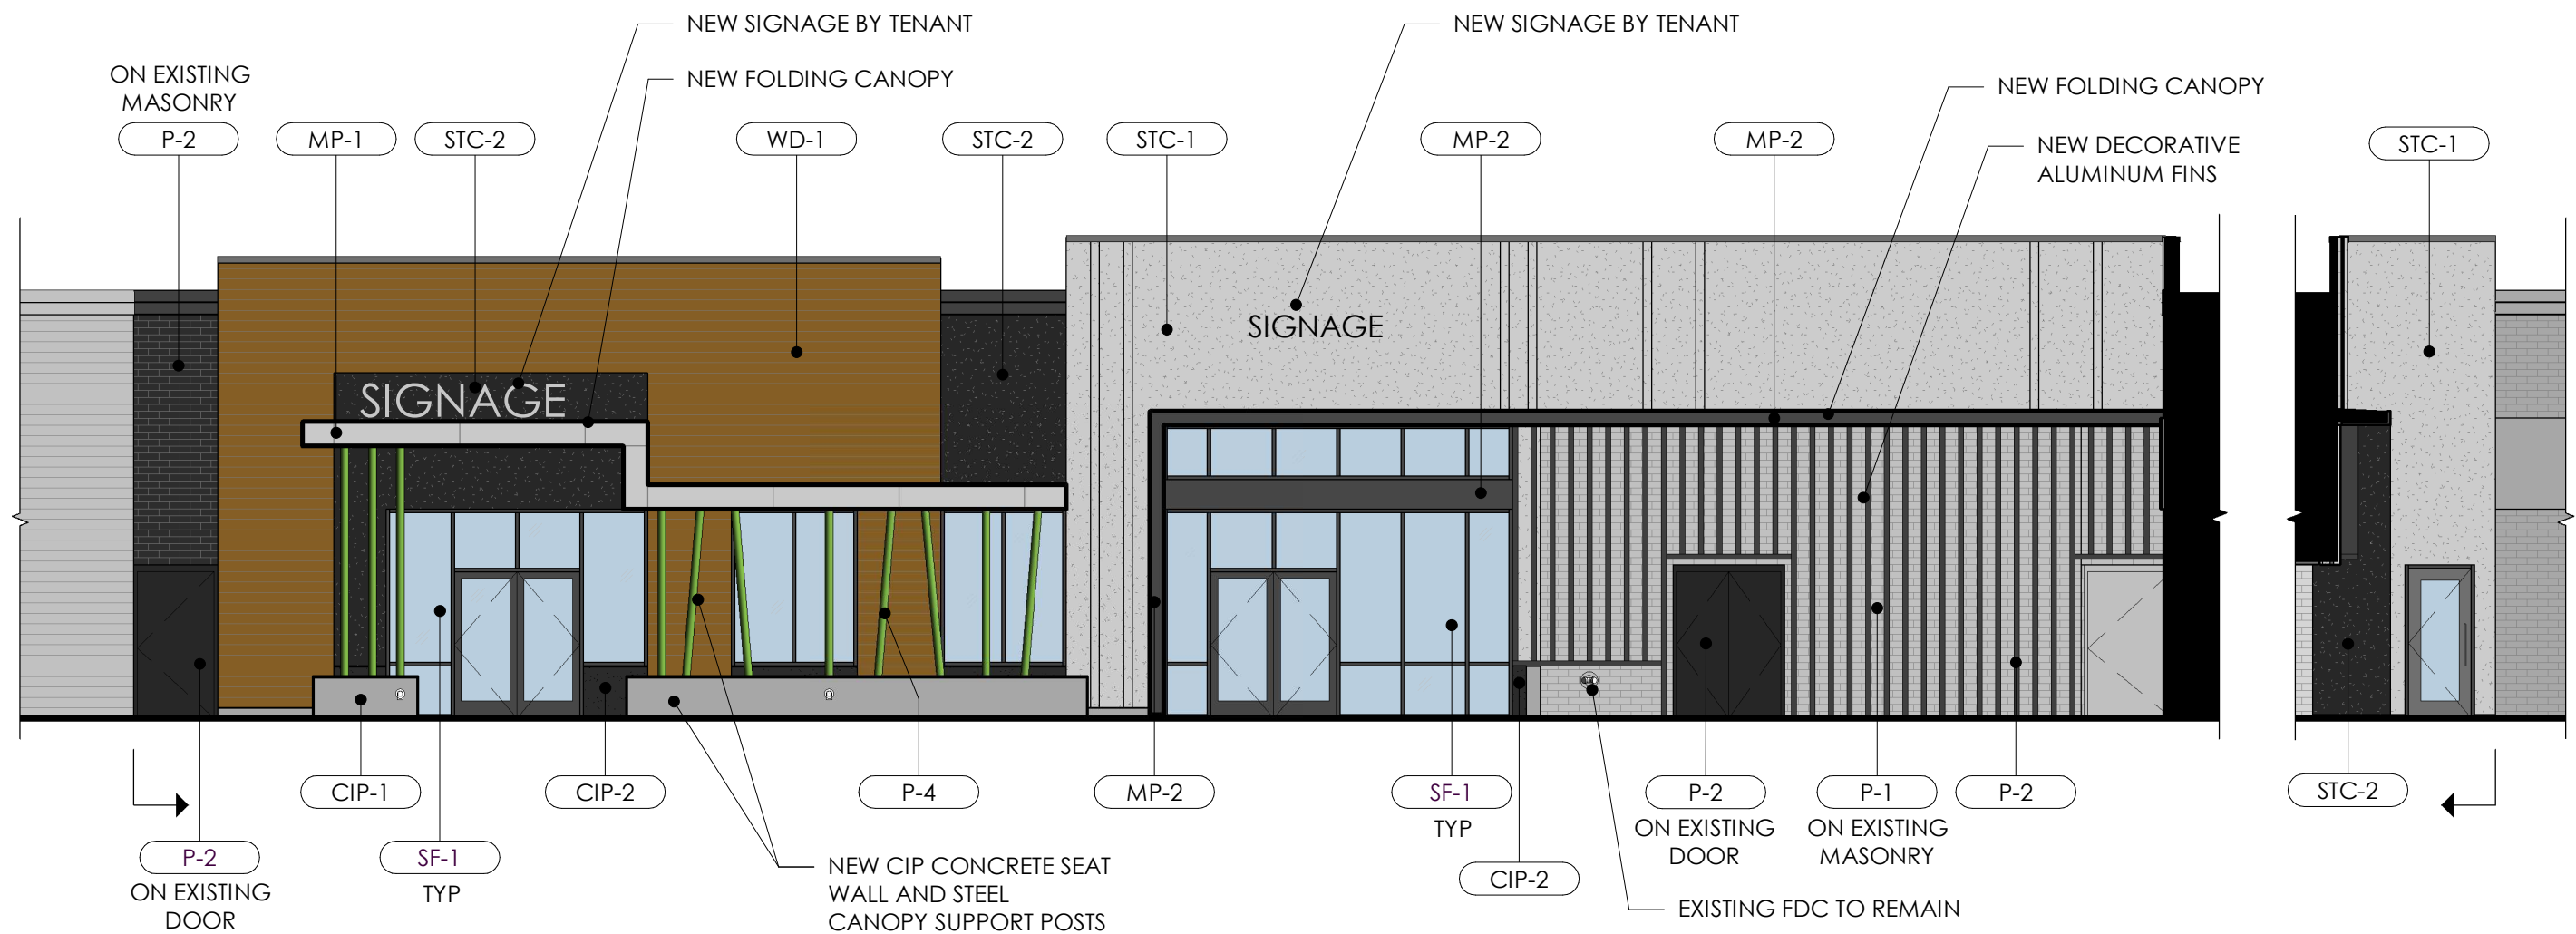 NEW SIGNAGE BY TENANT
NEW SIGNAGE BY TENANT
ON EXISTING
MASONRY
NEW FOLDING CANOPY
NEW FOLDING CANOPY
P-2
MP-1
STC-2
WD-1
STC-2
STC-1
MP-2
MP-2
NEW DECORATIVE
ALUMINUM FINS
STC-1
SIGNAGE
SIGNAGE
CIP-1
CIP-2
P-4
MP-2
SF-1
TYP
P-2
ON EXISTING
DOOR
P-1
ON EXISTING
MASONRY
P-2
STC-2
P-2
ON EXISTING
DOOR
SF-1
TYP
NEW CIP CONCRETE SEAT
WALL AND STEEL
CANOPY SUPPORT POSTS
CIP-2
EXISTING FDC TO REMAIN